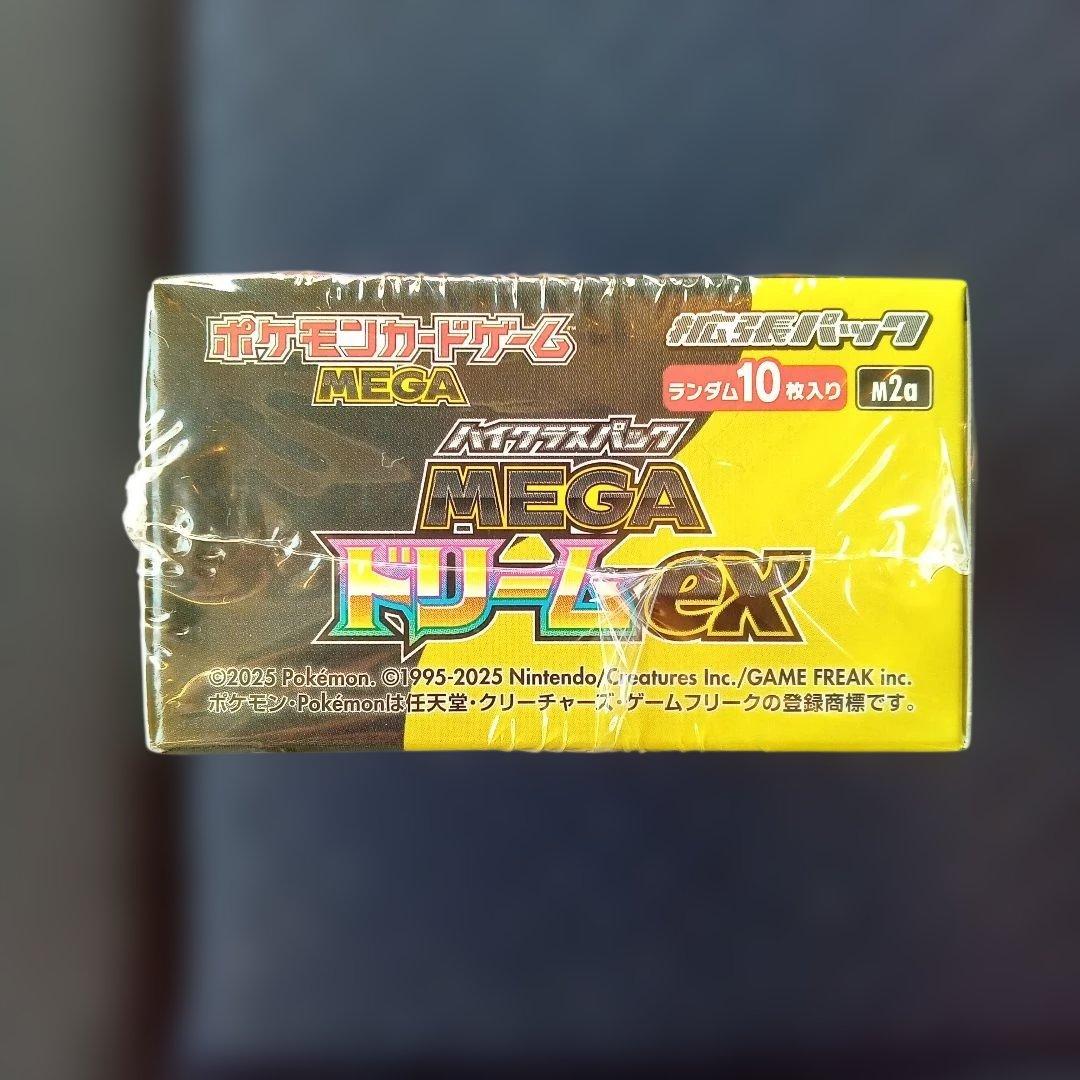 ポケモンカードゲーム
MEGA
拡張パック
ランダム10枚入り
M2a
ハイクラスパック
MEGA
ドリームex
©2025 Pokémon. ©1995-2025 Nintendo/Creatures Inc./GAME FREAK inc.
ポケモン・Pokémonは任天堂・クリーチャーズ・ゲームフリークの登録商標です。